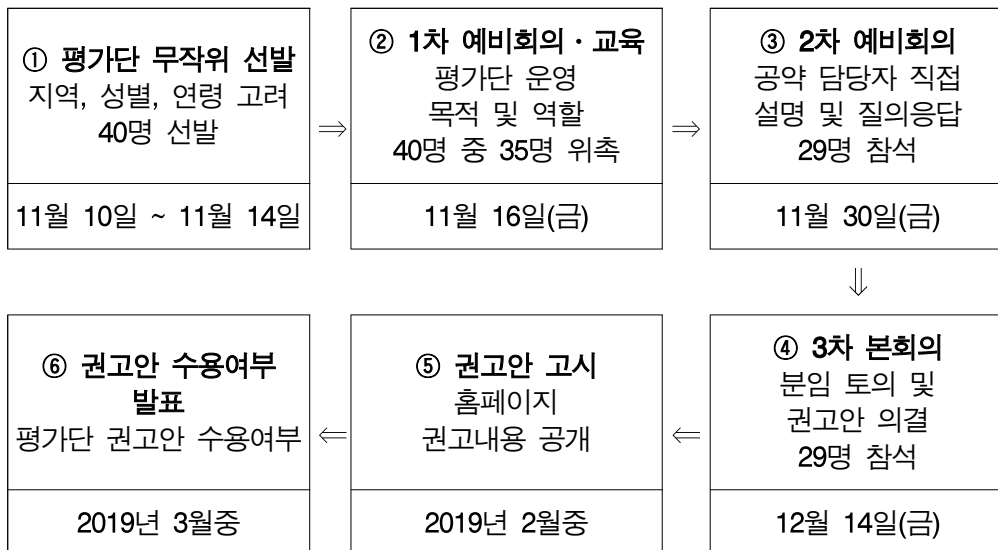 ① 평가단 무작위 선발
지역, 성별, 연령 고려
40명 선발
11월 10일 ~ 11월 14일
⇒
② 1차 예비회의 · 교육
평가단 운영
목적 및 역할
40명 중 35명 위촉
11월 16일(금)
⇒
③ 2차 예비회의
공약 담당자 직접
설명 및 질의응답
29명 참석
11월 30일(금)
⇓
④ 3차 본회의
분임 토의 및
권고안 의결
29명 참석
12월 14일(금)
⇐
⑤ 권고안 고시
홈페이지
권고내용 공개
2019년 2월중
⇐
⑥ 권고안 수용여부
발표
평가단 권고안 수용여부
2019년 3월중